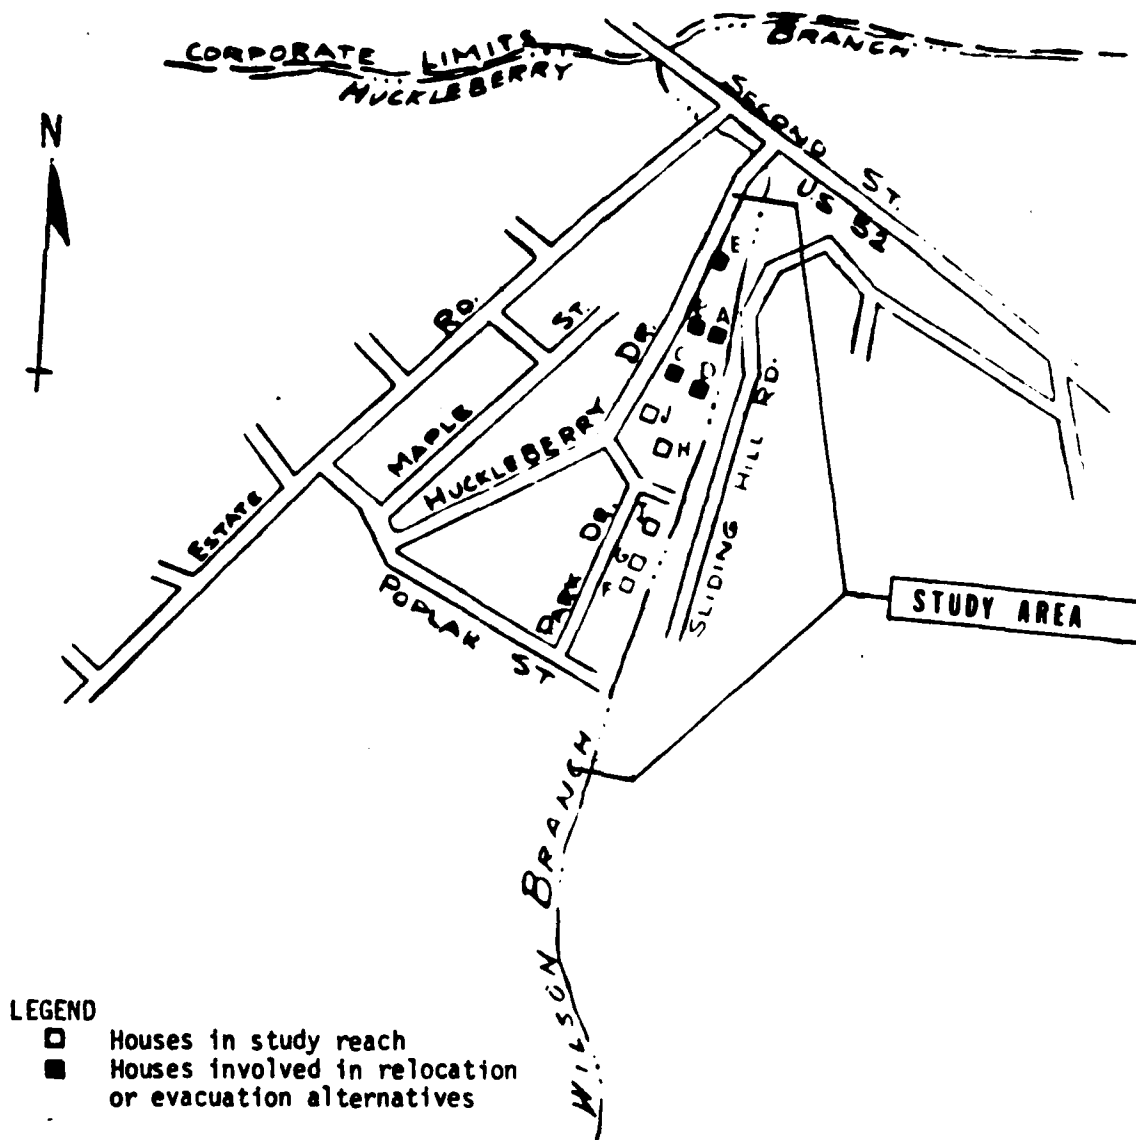 CORPORATE LIMITS
HUCKLEBERRY
BRANCH
N
SECOND ST.
US 52
E
A
C
D
J
H
G
F
ESTATE RD.
MAPLE ST.
HUCKLEBERRY DR.
PARK DR.
SLIDING HILL RD.
POPLAR ST
STUDY AREA
WILSON BRANCH
LEGEND
Houses in study reach
Houses involved in relocation
or evacuation alternatives